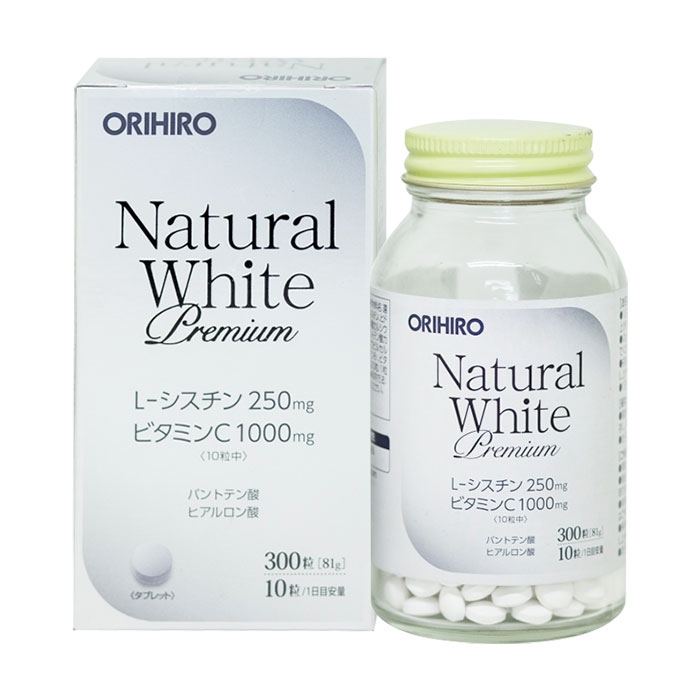 ORIHIRO
Natural
White
Premium
L-シスチン 250mg
ビタミンC 1000mg
〈10粒中〉
パントテン酸
ヒアルロン酸
300粒[81g]
10粒/1日目安量
〈タブレット〉
ORIHIRO
Natural
White
Premium
L-シスチン 250mg
ビタミンC 1000mg
〈10粒中〉
パントテン酸
ヒアルロン酸
300粒[81g]
10粒/1日目安量